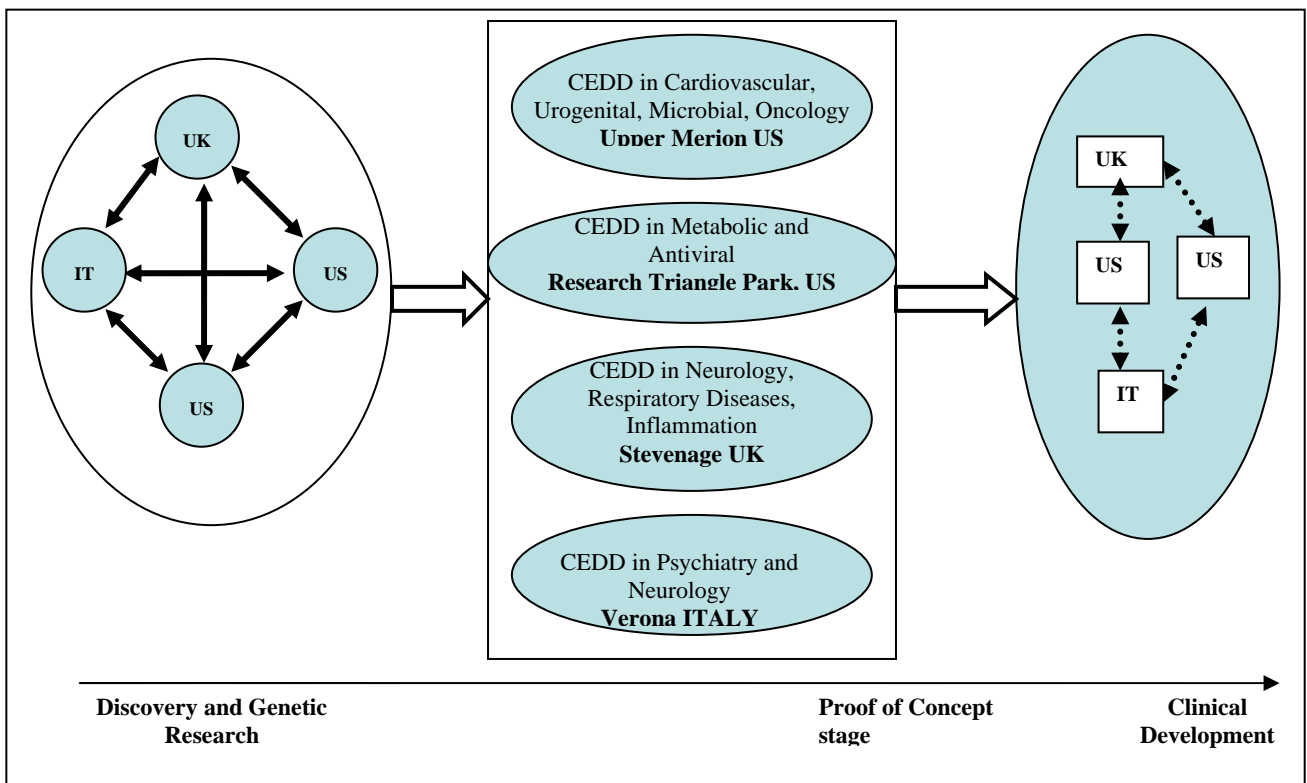 UK
IT
US
US
CEDD in Cardiovascular,
Urogenital, Microbial, Oncology
Upper Merion US
CEDD in Metabolic and
Antiviral
Research Triangle Park, US
CEDD in Neurology,
Respiratory Diseases,
Inflammation
Stevenage UK
CEDD in Psychiatry and
Neurology
Verona ITALY
UK
US
US
IT
Discovery and Genetic
Research
Proof of Concept
stage
Clinical
Development